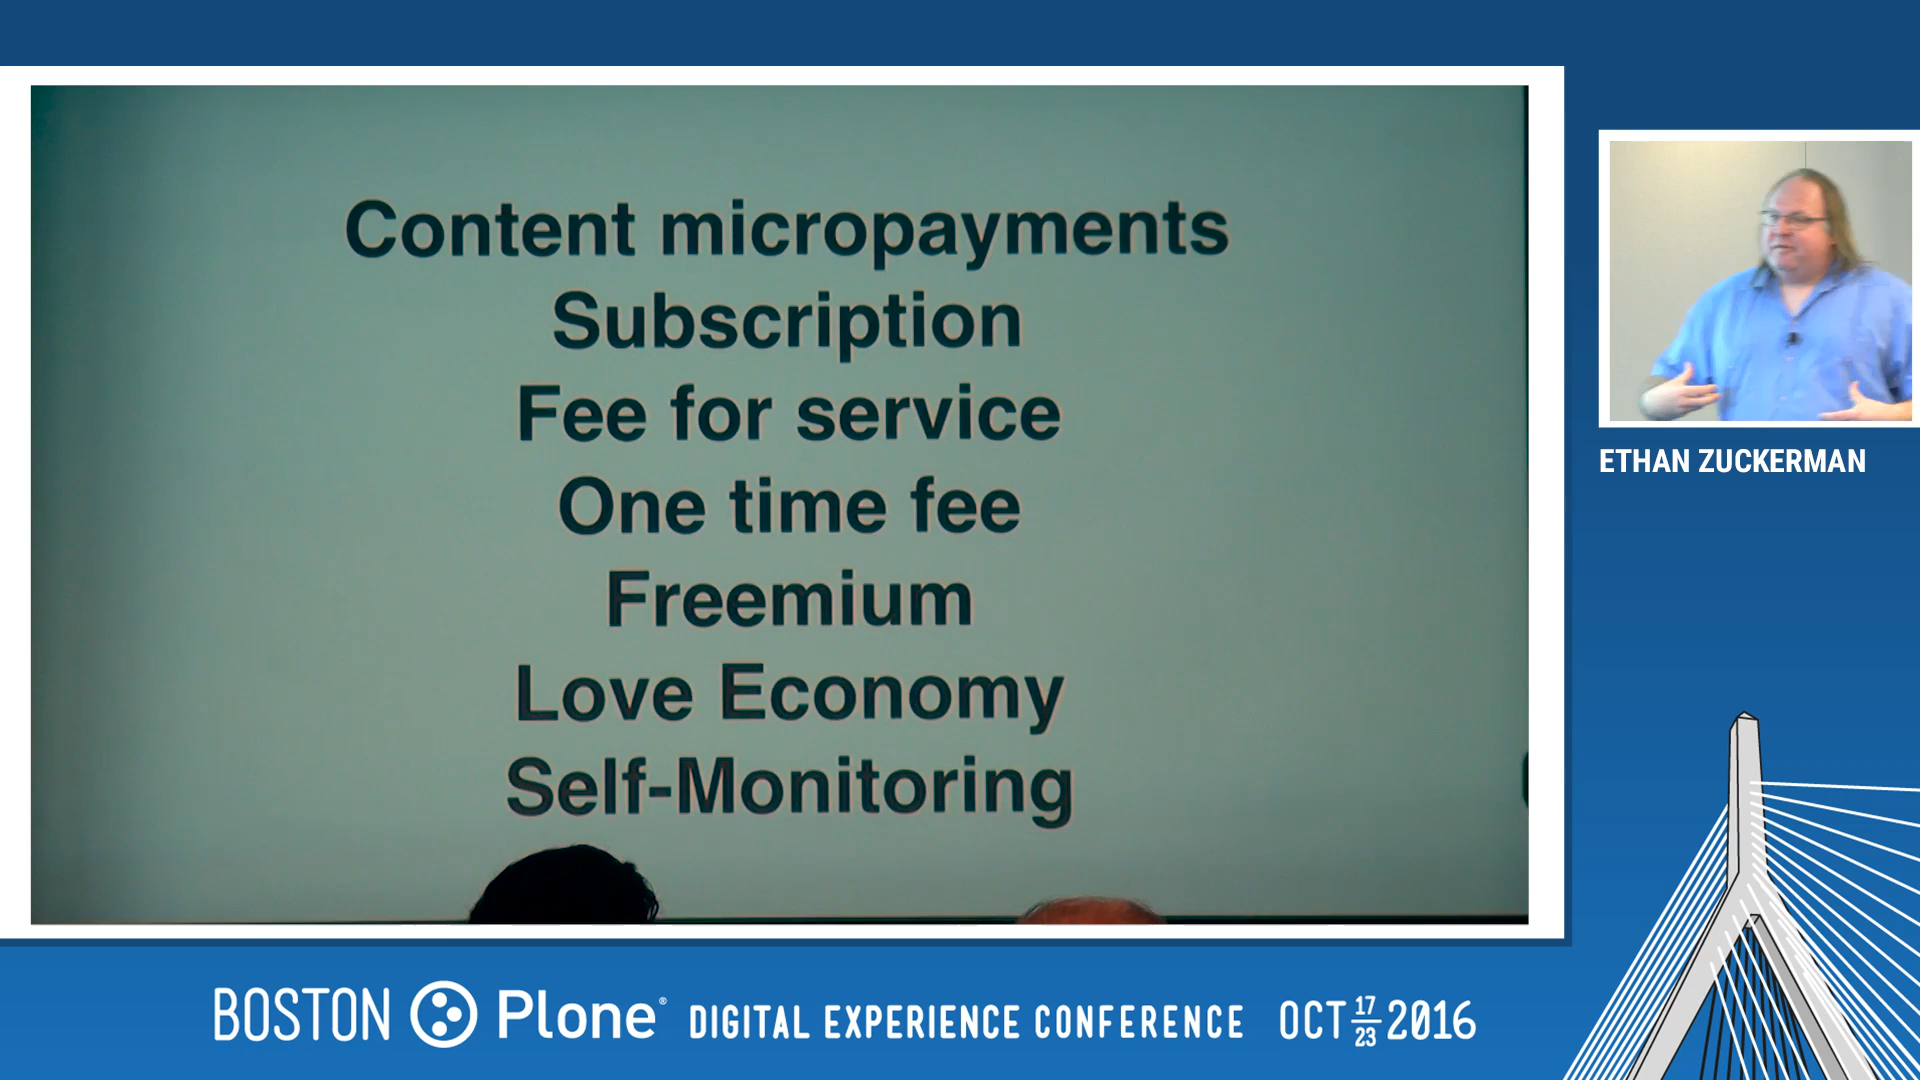 Content micropayments
Subscription
Fee for service
One time fee
Freemium
Love Economy
Self-Monitoring
ETHAN ZUCKERMAN
BOSTON Plone® DIGITAL EXPERIENCE CONFERENCE OCT 17 23 2016